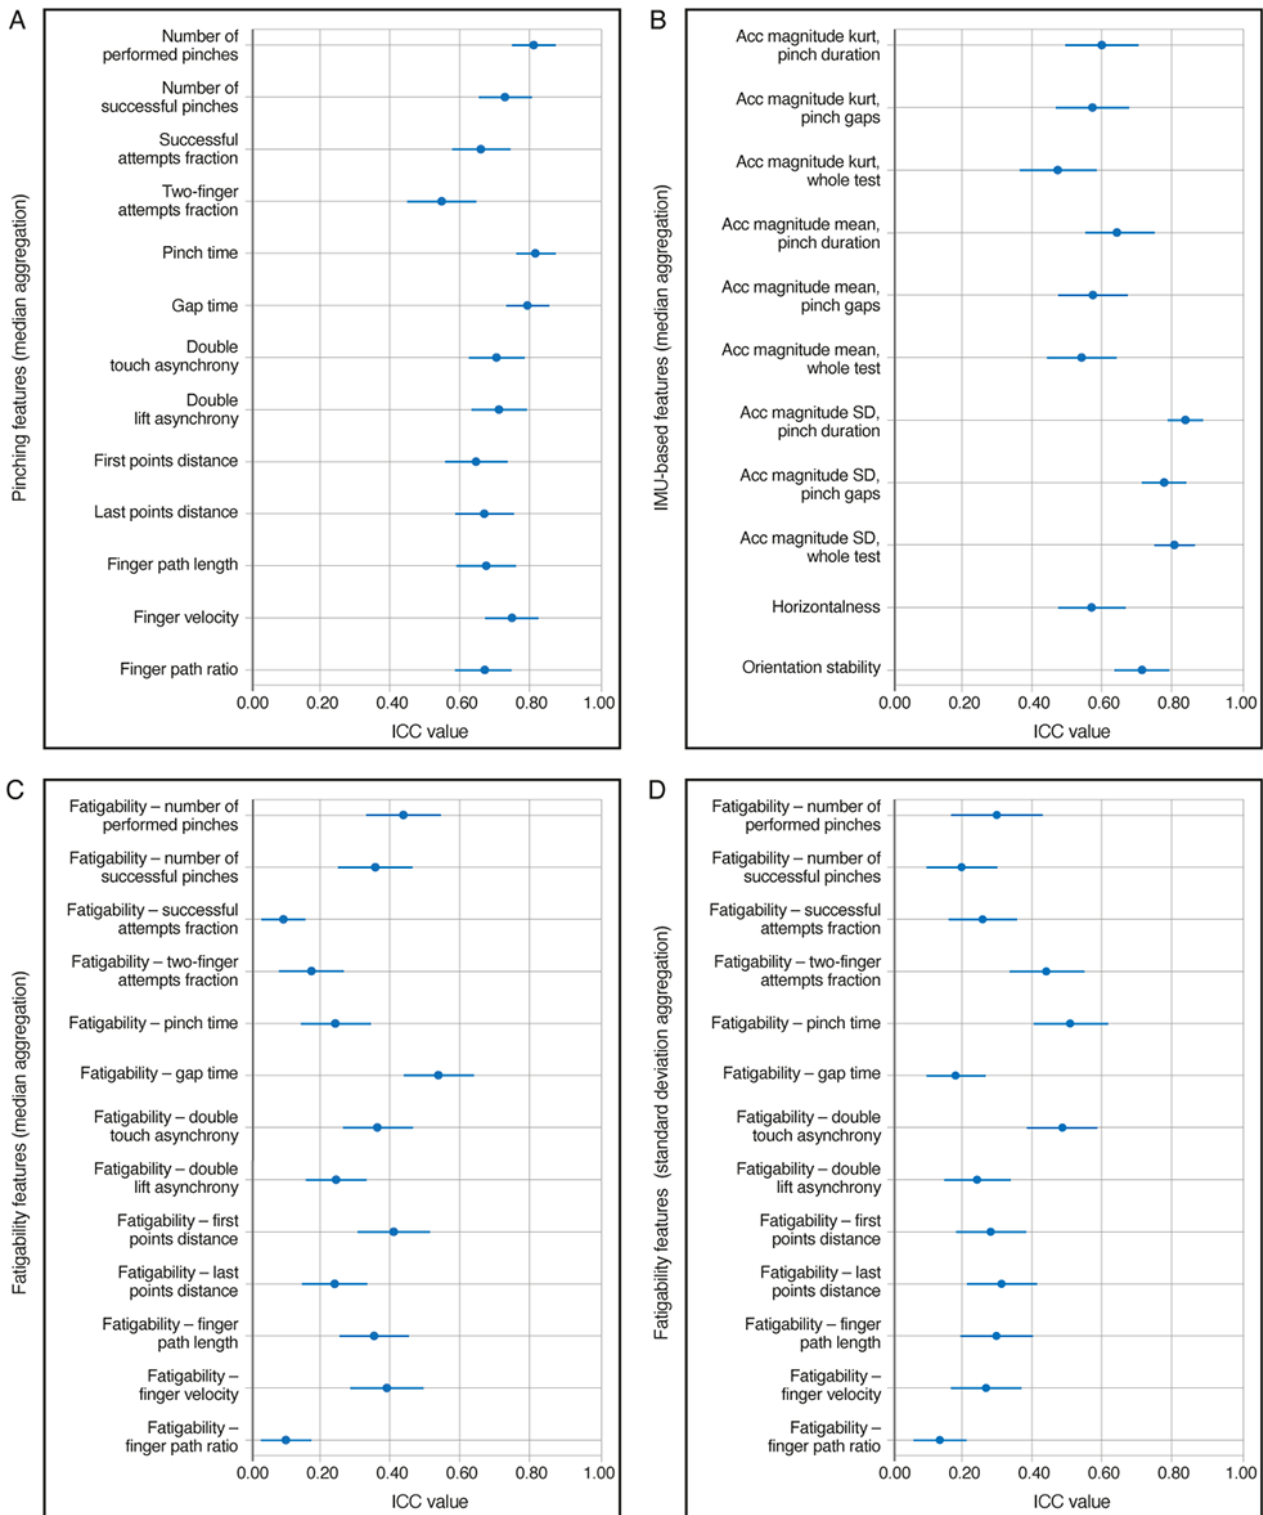 A
Pinching features (median aggregation)
Number of
performed pinches
Number of
successful pinches
Successful
attempts fraction
Two-finger
attempts fraction
Pinch time
Gap time
Double
touch asynchrony
Double
lift asynchrony
First points distance
Last points distance
Finger path length
Finger velocity
Finger path ratio
0.00 0.20 0.40 0.60 0.80 1.00
ICC value
B
IMU-based features (median aggregation)
Acc magnitude kurt,
pinch duration
Acc magnitude kurt,
pinch gaps
Acc magnitude kurt,
whole test
Acc magnitude mean,
pinch duration
Acc magnitude mean,
pinch gaps
Acc magnitude mean,
whole test
Acc magnitude SD,
pinch duration
Acc magnitude SD,
pinch gaps
Acc magnitude SD,
whole test
Horizontalness
Orientation stability
0.00 0.20 0.40 0.60 0.80 1.00
ICC value
C
Fatigability features (median aggregation)
Fatigability – number of
performed pinches
Fatigability – number of
successful pinches
Fatigability – successful
attempts fraction
Fatigability – two-finger
attempts fraction
Fatigability – pinch time
Fatigability – gap time
Fatigability – double
touch asynchrony
Fatigability – double
lift asynchrony
Fatigability – first
points distance
Fatigability – last
points distance
Fatigability – finger
path length
Fatigability –
finger velocity
Fatigability –
finger path ratio
0.00 0.20 0.40 0.60 0.80 1.00
ICC value
D
Fatigability features (standard deviation aggregation)
Fatigability – number of
performed pinches
Fatigability – number of
successful pinches
Fatigability – successful
attempts fraction
Fatigability – two-finger
attempts fraction
Fatigability – pinch time
Fatigability – gap time
Fatigability – double
touch asynchrony
Fatigability – double
lift asynchrony
Fatigability – first
points distance
Fatigability – last
points distance
Fatigability – finger
path length
Fatigability –
finger velocity
Fatigability –
finger path ratio
0.00 0.20 0.40 0.60 0.80 1.00
ICC value